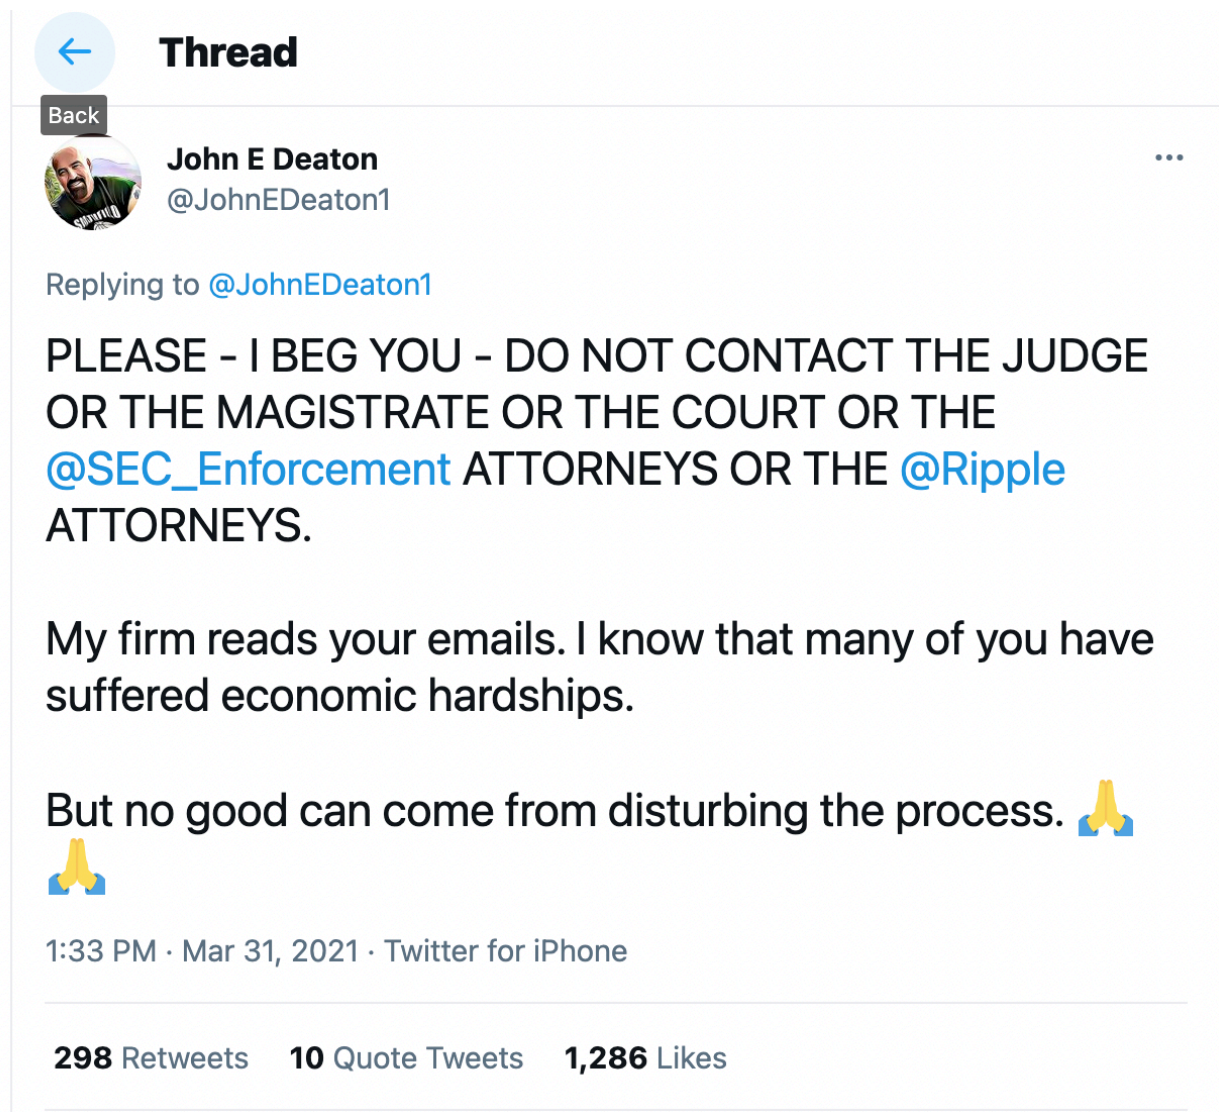 Thread
Back
John E Deaton
@JohnEDeaton1
Replying to @JohnEDeaton1
PLEASE - I BEG YOU - DO NOT CONTACT THE JUDGE
OR THE MAGISTRATE OR THE COURT OR THE
@SEC_Enforcement ATTORNEYS OR THE @Ripple
ATTORNEYS.
My firm reads your emails. I know that many of you have
suffered economic hardships.
But no good can come from disturbing the process. 🙏
🙏
1:33 PM · Mar 31, 2021 · Twitter for iPhone
298 Retweets 10 Quote Tweets 1,286 Likes